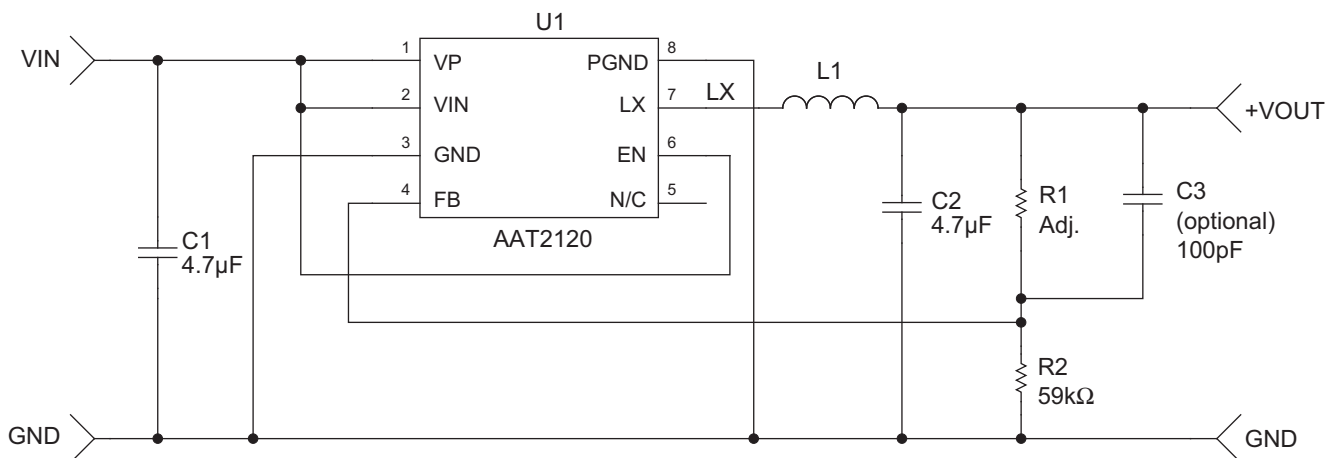 U1
VIN
1
VP
PGND
8
L1
2
VIN
LX
7
LX
+VOUT
3
GND
EN
6
4
FB
N/C
5
AAT2120
C1
4.7µF
C2
4.7µF
R1
Adj.
C3
(optional)
100pF
R2
59kΩ
GND
GND